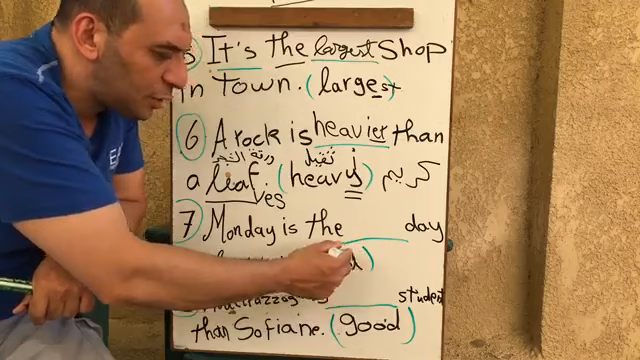 5 It's the largest shop
in town. (largest)
6 A rock is heavier than
ورقة الشجر ثقيل
a leaf. (heavy) كريم
ves
7 Monday is the day
student
than Sofiane. (good)